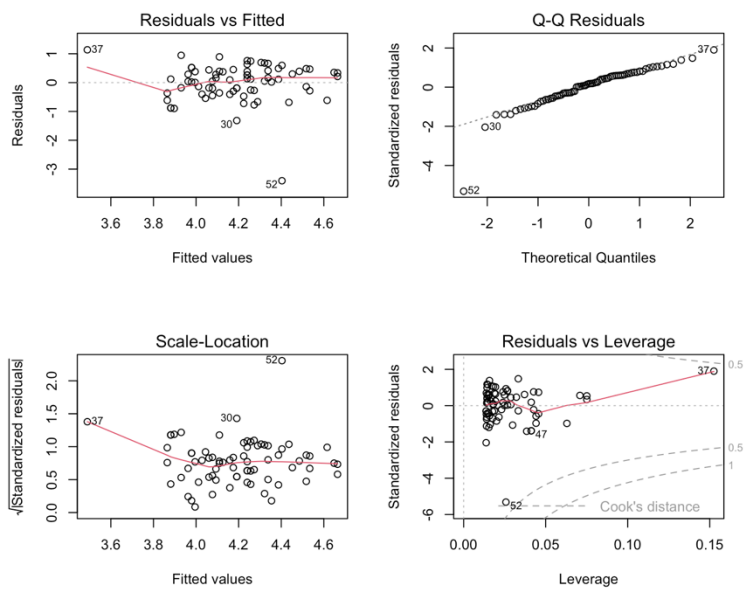 Residuals vs Fitted
Residuals
1
0
-1
-2
-3
37
30
52
3.6 3.8 4.0 4.2 4.4 4.6
Fitted values
Q-Q Residuals
Standardized residuals
2
0
-2
-4
37
30
52
-2 -1 0 1 2
Theoretical Quantiles
Scale-Location
√|Standardized residuals|
2.0
1.5
1.0
0.5
0.0
52
37
30
3.6 3.8 4.0 4.2 4.4 4.6
Fitted values
Residuals vs Leverage
Standardized residuals
2
0
-2
-4
-6
37
47
52
Cook's distance
0.5
0.5
1
0.00 0.05 0.10 0.15
Leverage